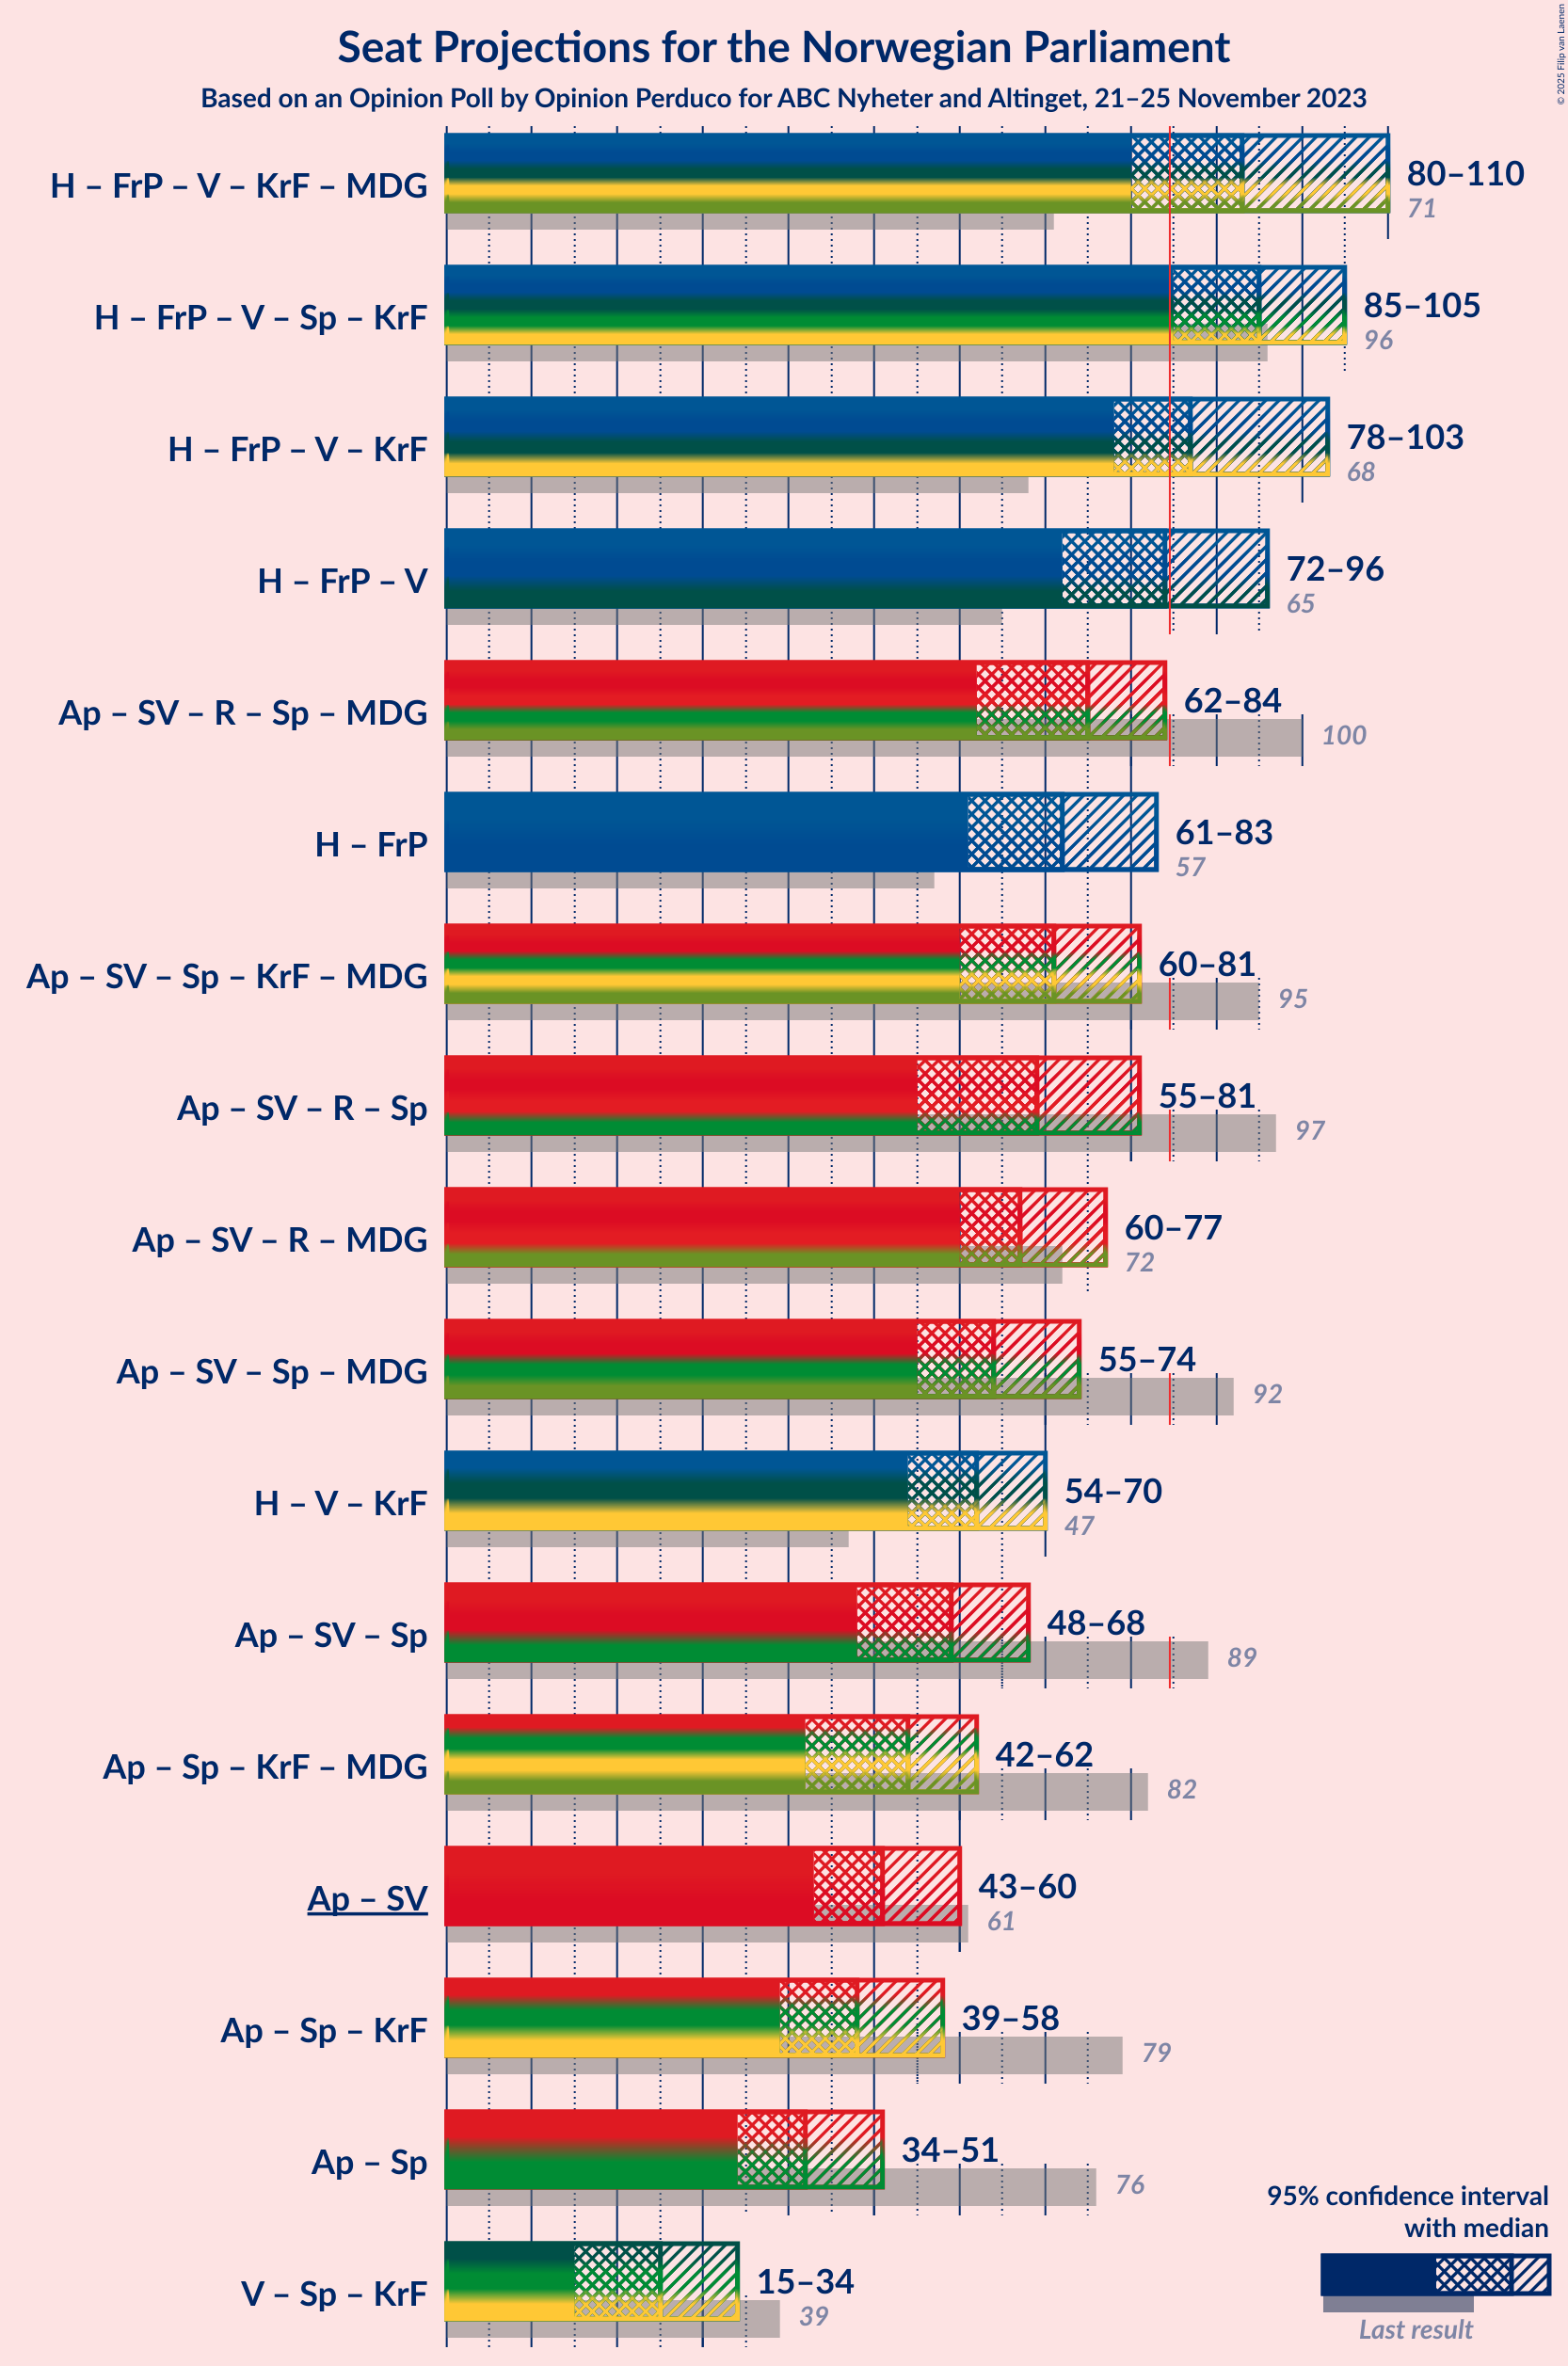 Seat Projections for the Norwegian Parliament
Based on an Opinion Poll by Opinion Perduco for ABC Nyheter and Altinget, 21–25 November 2023
© 2025 Filip van Laenen
H – FrP – V – KrF – MDG
80–110
71
H – FrP – V – Sp – KrF
85–105
96
H – FrP – V – KrF
78–103
68
H – FrP – V
72–96
65
Ap – SV – R – Sp – MDG
62–84
100
H – FrP
61–83
57
Ap – SV – Sp – KrF – MDG
60–81
95
Ap – SV – R – Sp
55–81
97
Ap – SV – R – MDG
60–77
72
Ap – SV – Sp – MDG
55–74
92
H – V – KrF
54–70
47
Ap – SV – Sp
48–68
89
Ap – Sp – KrF – MDG
42–62
82
Ap – SV
43–60
61
Ap – Sp – KrF
39–58
79
Ap – Sp
34–51
76
V – Sp – KrF
15–34
39
95% confidence interval
with median
Last result